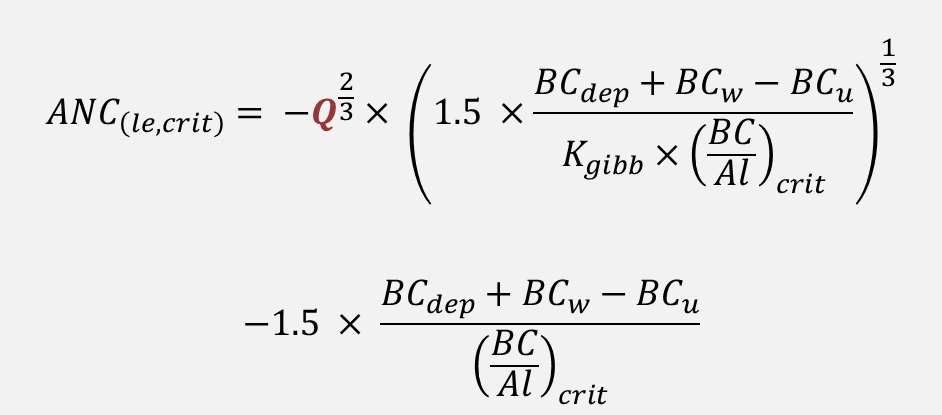 ANC(le,crit) = −Q^(2/3) × (1.5 × (BCdep + BCw − BCu) / (Kgibb × (BC/Al)crit))^(1/3)
−1.5 × (BCdep + BCw − BCu) / (BC/Al)crit